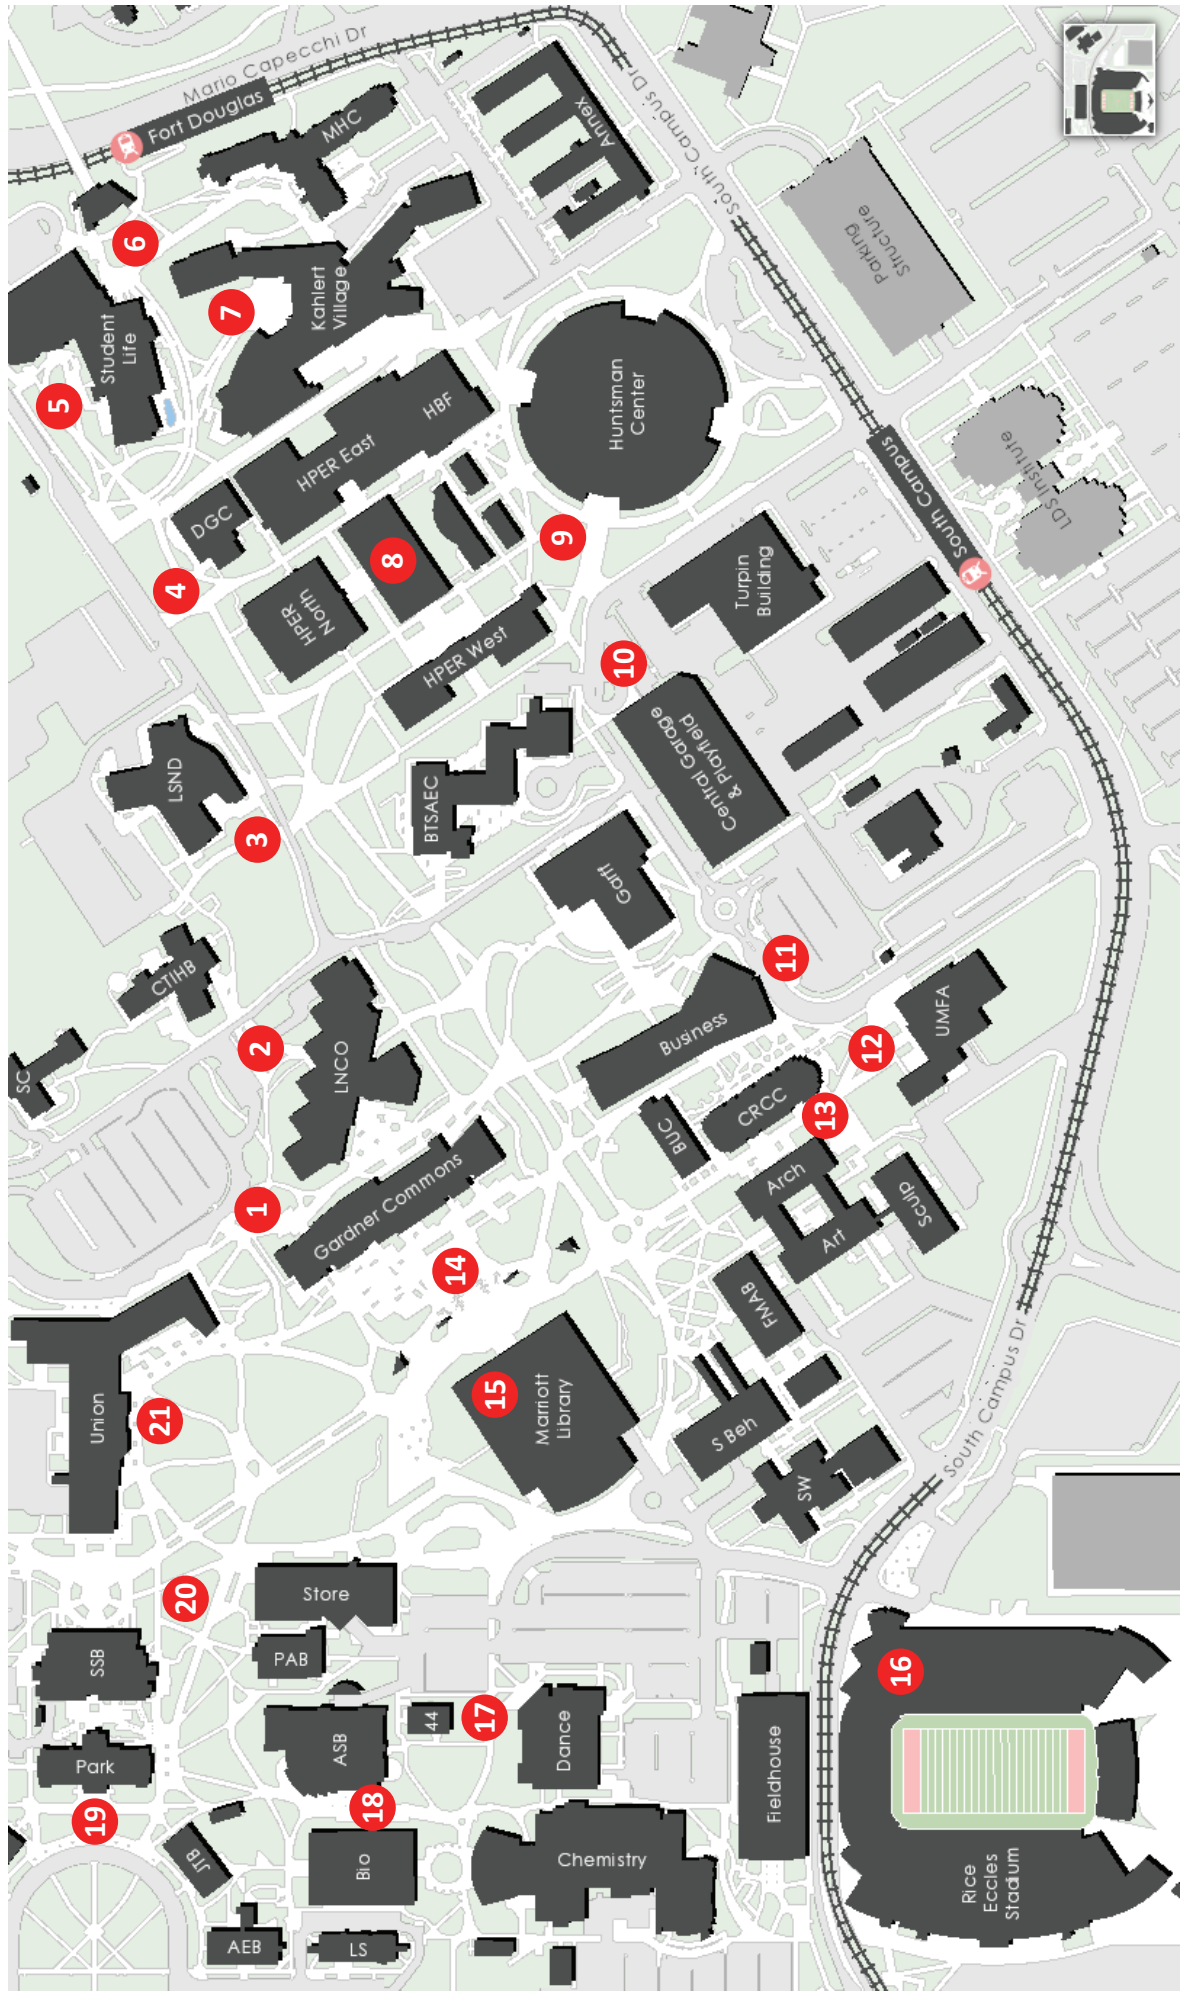 Mario Capecchi Dr
Fort Douglas
MHC
Annex
South Campus Dr
South Campus Dr
6
Student
Life
5
7
Kahlert
Village
Parking
Structure
HBF
HPER East
DGC
4
8
HPER
North
9
Huntsman
Center
South Campus
LDS Institute
HPER West
Turpin
Building
10
LSND
3
BTSAEC
Central Garage
& Playfield
Garff
CTIHB
SC
2
LNCO
11
Business
UMFA
12
13
CRCC
BUC
1
Gardner Commons
14
Arch
Art
Sculp
FMAB
Union
21
15
Marriott
Library
S Beh
SW
South Campus Dr
20
Store
SSB
PAB
16
17
44
Park
ASB
Dance
19
18
Fieldhouse
JTB
Bio
Chemistry
Rice
Eccles
Stadium
AEB
LS